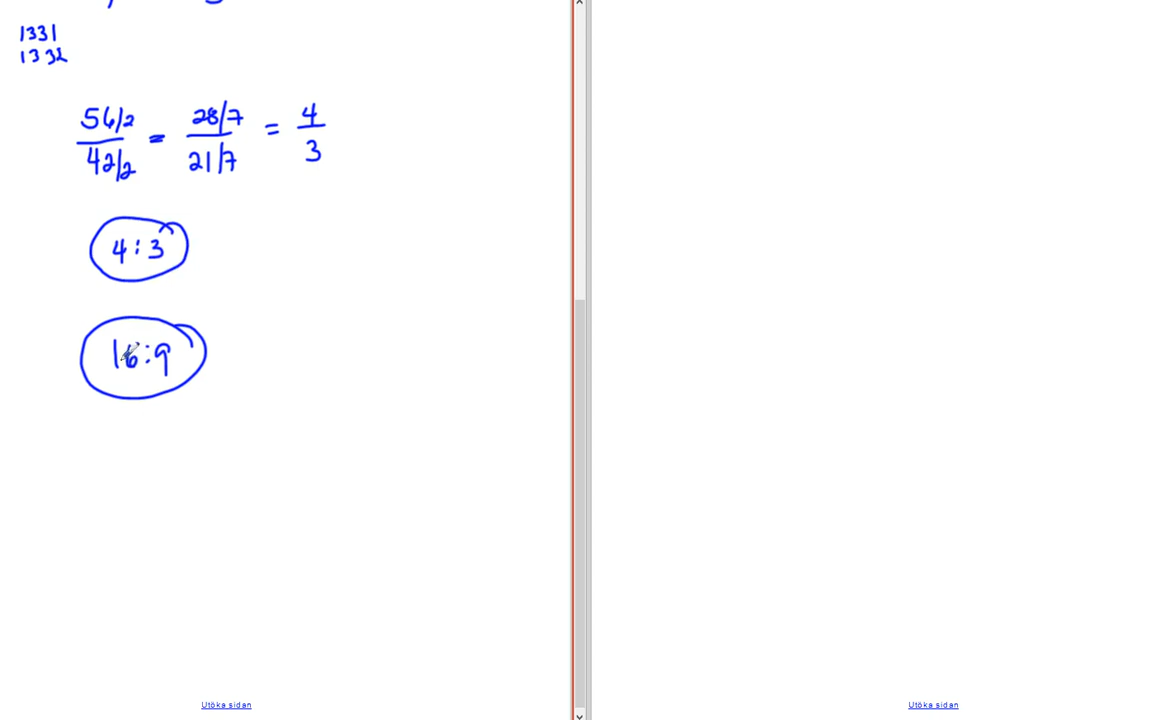 1331
1332
56/2 / 42/2 = 28/7 / 21/7 = 4/3
4:3
16:9
Utöka sidan Utöka sidan